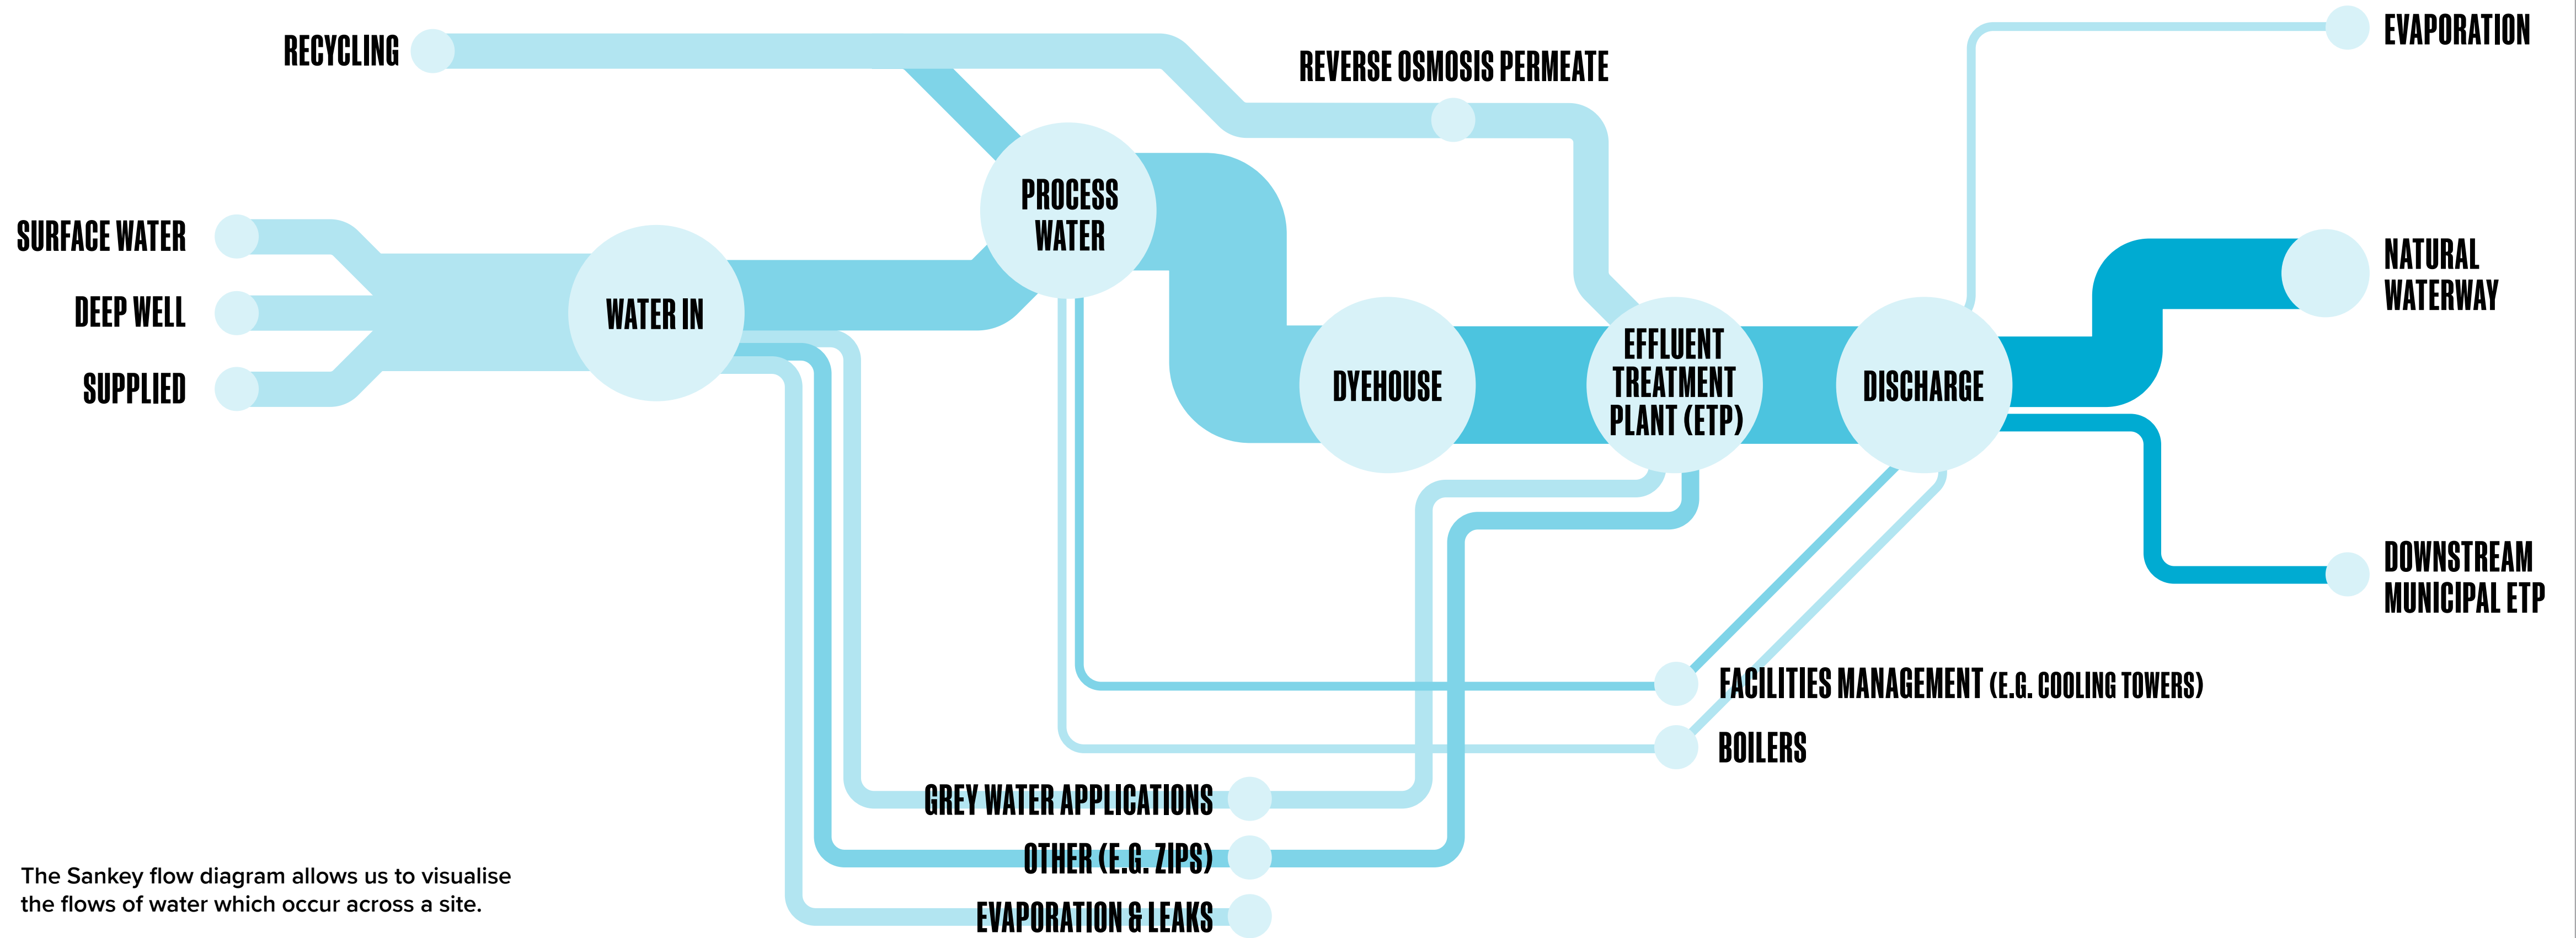 RECYCLING
REVERSE OSMOSIS PERMEATE
EVAPORATION
SURFACE WATER
DEEP WELL
SUPPLIED
WATER IN
PROCESS
WATER
DYEHOUSE
EFFLUENT
TREATMENT
PLANT (ETP)
DISCHARGE
NATURAL
WATERWAY
DOWNSTREAM
MUNICIPAL ETP
FACILITIES MANAGEMENT (E.G. COOLING TOWERS)
BOILERS
GREY WATER APPLICATIONS
OTHER (E.G. ZIPS)
EVAPORATION & LEAKS
The Sankey flow diagram allows us to visualise
the flows of water which occur across a site.